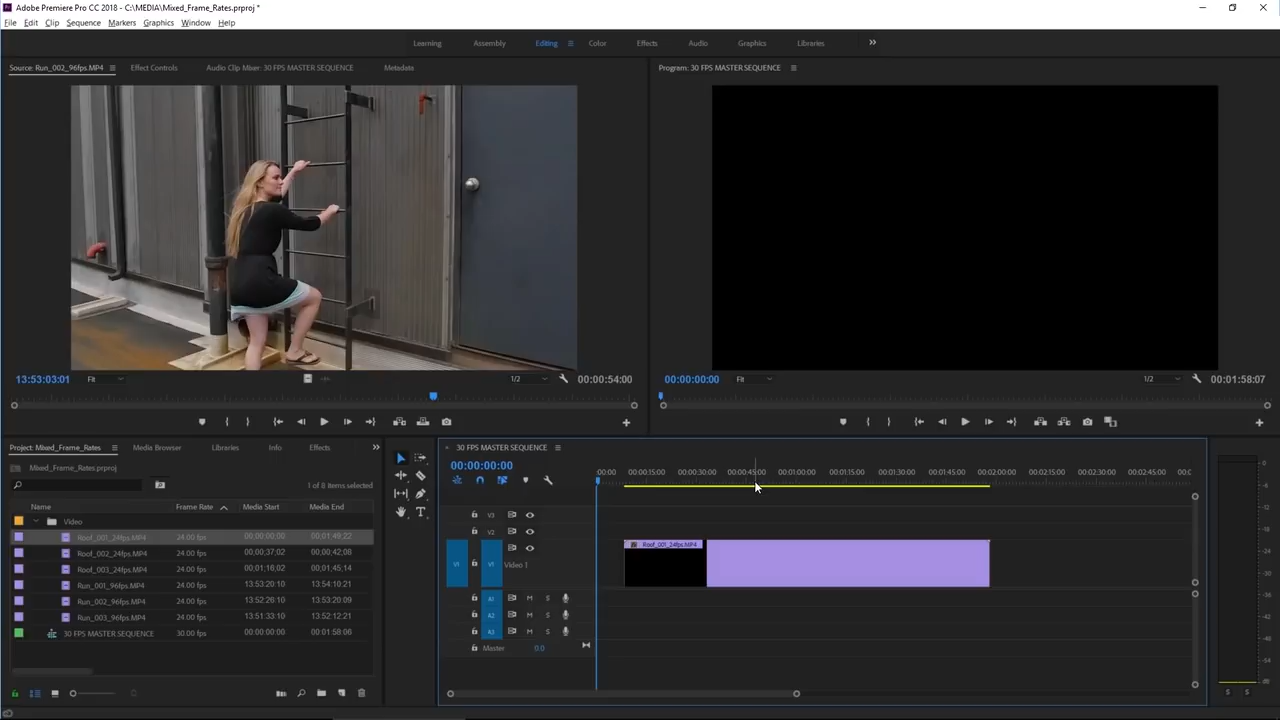 Adobe Premiere Pro CC 2018 - C:\MEDIA\Mixed_Frame_Rates.prproj *
File Edit Clip Sequence Markers Graphics Window Help
Learning Assembly Editing Color Effects Audio Graphics Libraries
Source: Run_002_96fps.MP4 Effect Controls Audio Clip Mixer: 30 FPS MASTER SEQUENCE Metadata
Program: 30 FPS MASTER SEQUENCE
13:53:03:01 Fit 1/2 00:00:54:00
00:00:00:00 Fit 1/2 00:01:58:07
Project: Mixed_Frame_Rates Media Browser Libraries Info Effects
Mixed_Frame_Rates.prproj
1 of 8 items selected
Name Frame Rate Media Start Media End
Video
Roof_001_24fps.MP4 24.00 fps 00;00;00;00 00;01;49;22
Roof_002_24fps.MP4 24.00 fps 00;00;37;02 00;00;42;08
Roof_003_24fps.MP4 24.00 fps 00;01;16;02 00;01;45;14
Run_001_96fps.MP4 24.00 fps 13:53:20:11 13:54:10:21
Run_002_96fps.MP4 24.00 fps 13:52:26:10 13:53:20:09
Run_003_96fps.MP4 24.00 fps 13:51:33:10 13:52:12:21
30 FPS MASTER SEQUENCE 30.00 fps 00:00:00:00 00:01:58:06
30 FPS MASTER SEQUENCE
00:00:00:00
00:00 00:00:15:00 00:00:30:00 00:00:45:00 00:01:00:00 00:01:15:00 00:01:30:00 00:01:45:00 00:02:00:00 00:02:15:00 00:02:30:00 00:02:45:00
V3
V2
V1 V1 Video 1
Roof_001_24fps.MP4
A1 M S
A2 M S
A3 M S
Master 0.0
0
-6
-12
-18
-24
-30
-36
-42
-48
-54
dB
S S